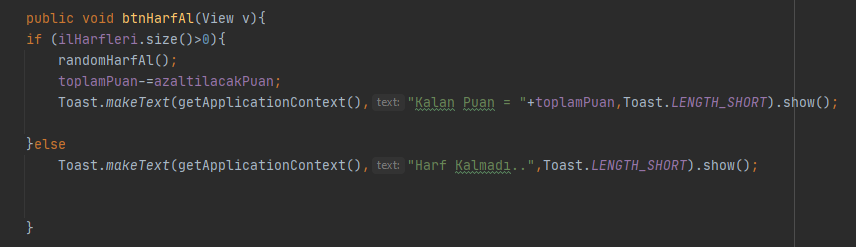 public void btnHarfAl(View v){
if (ilHarfleri.size()>0){
randomHarfAl();
toplamPuan-=azaltilacakPuan;
Toast.makeText(getApplicationContext(), text: "Kalan Puan = "+toplamPuan,Toast.LENGTH_SHORT).show();
}else
Toast.makeText(getApplicationContext(), text: "Harf Kalmadı..",Toast.LENGTH_SHORT).show();
}